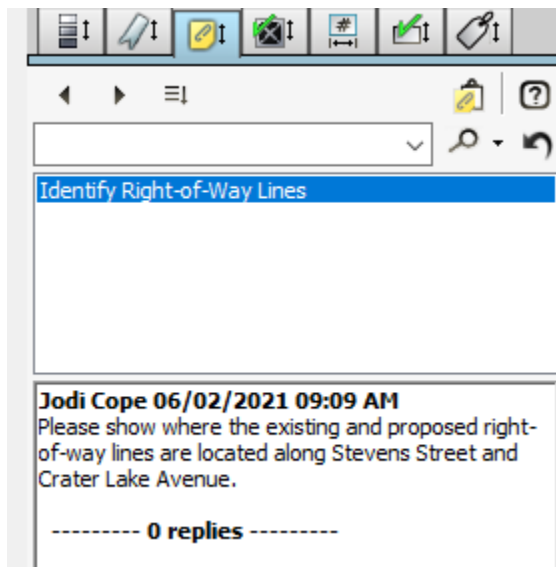 #
?
Identify Right-of-Way Lines
Jodi Cope 06/02/2021 09:09 AM
Please show where the existing and proposed right-
of-way lines are located along Stevens Street and
Crater Lake Avenue.
--------- 0 replies ---------